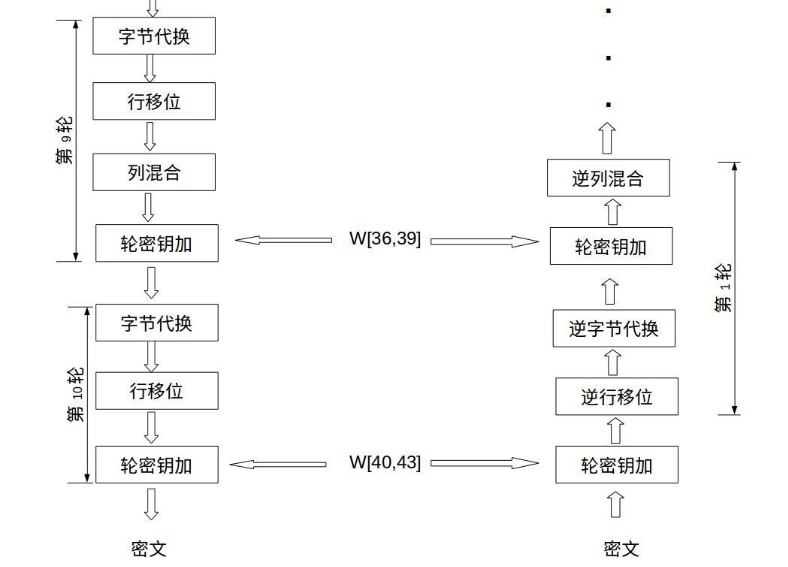 字节代换
行移位
第 9 轮
列混合
逆列混合
轮密钥加
W[36,39]
轮密钥加
第 1 轮
字节代换
逆字节代换
第 10 轮
行移位
逆行移位
轮密钥加
W[40,43]
轮密钥加
密文
密文